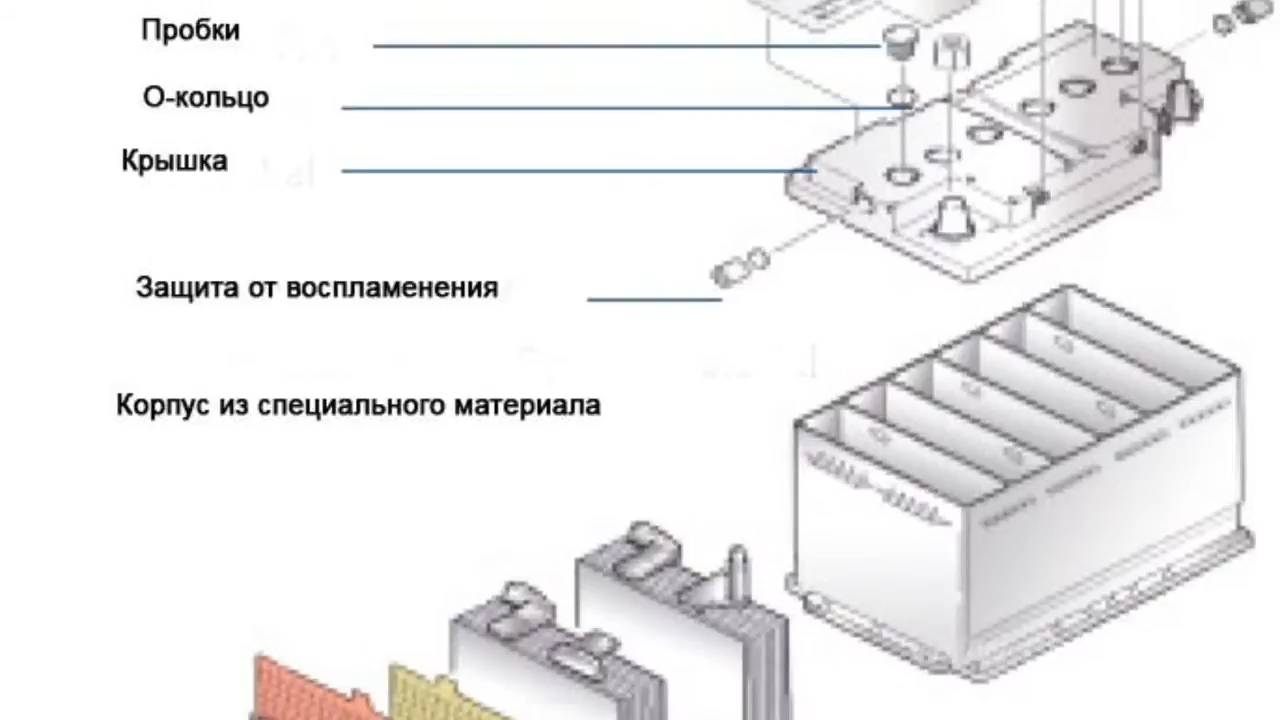 Пробки
О-кольцо
Крышка
Защита от воспламенения
Корпус из специального материала